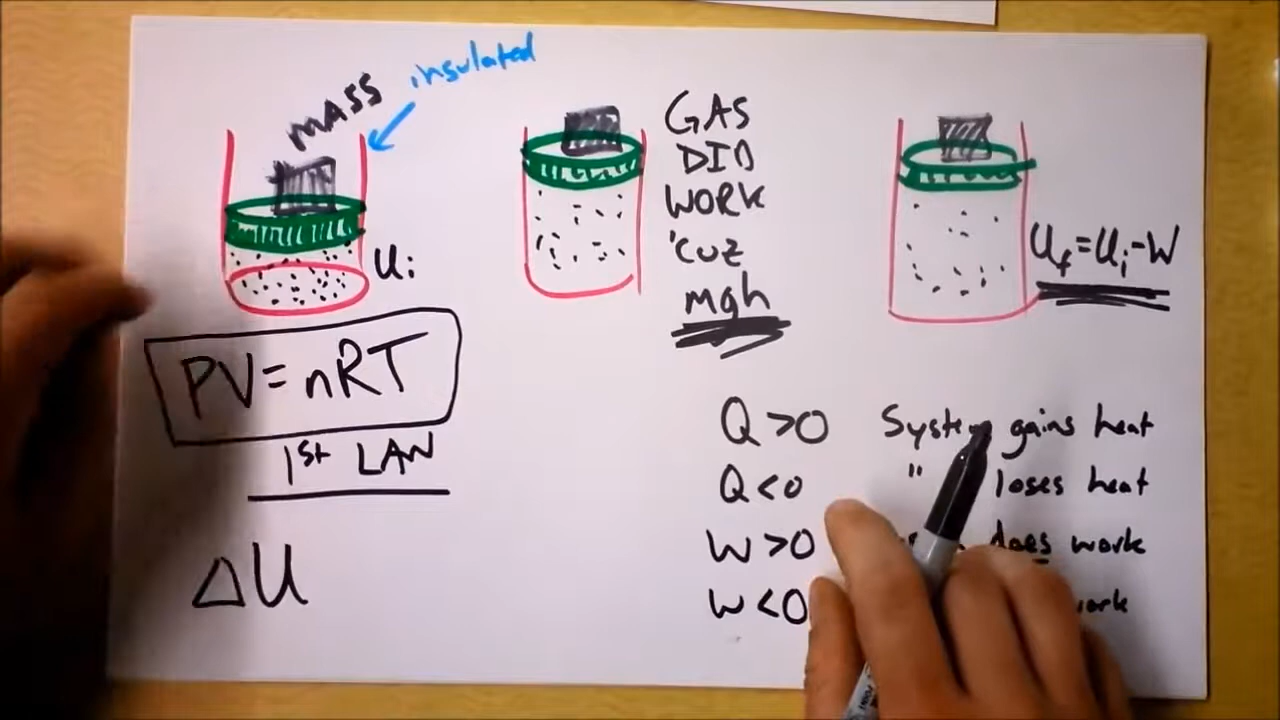 MASS
insulated
GAS
DID
WORK
'cuz
mgh
Ui
Uf=Ui-W
PV=nRT
1st LAW
ΔU
Q>0 System gains heat
Q<0 " loses heat
W>0 does work
W<0